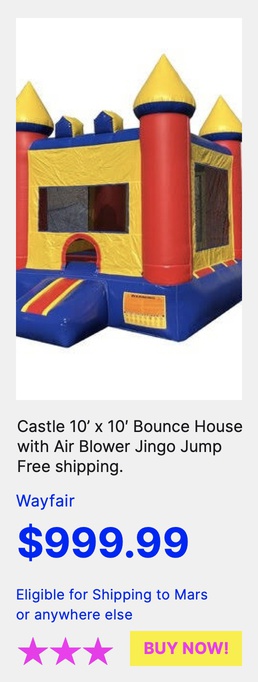 Castle 10’ x 10’ Bounce House
with Air Blower Jingo Jump
Free shipping.
Wayfair
$999.99
Eligible for Shipping to Mars
or anywhere else
BUY NOW!